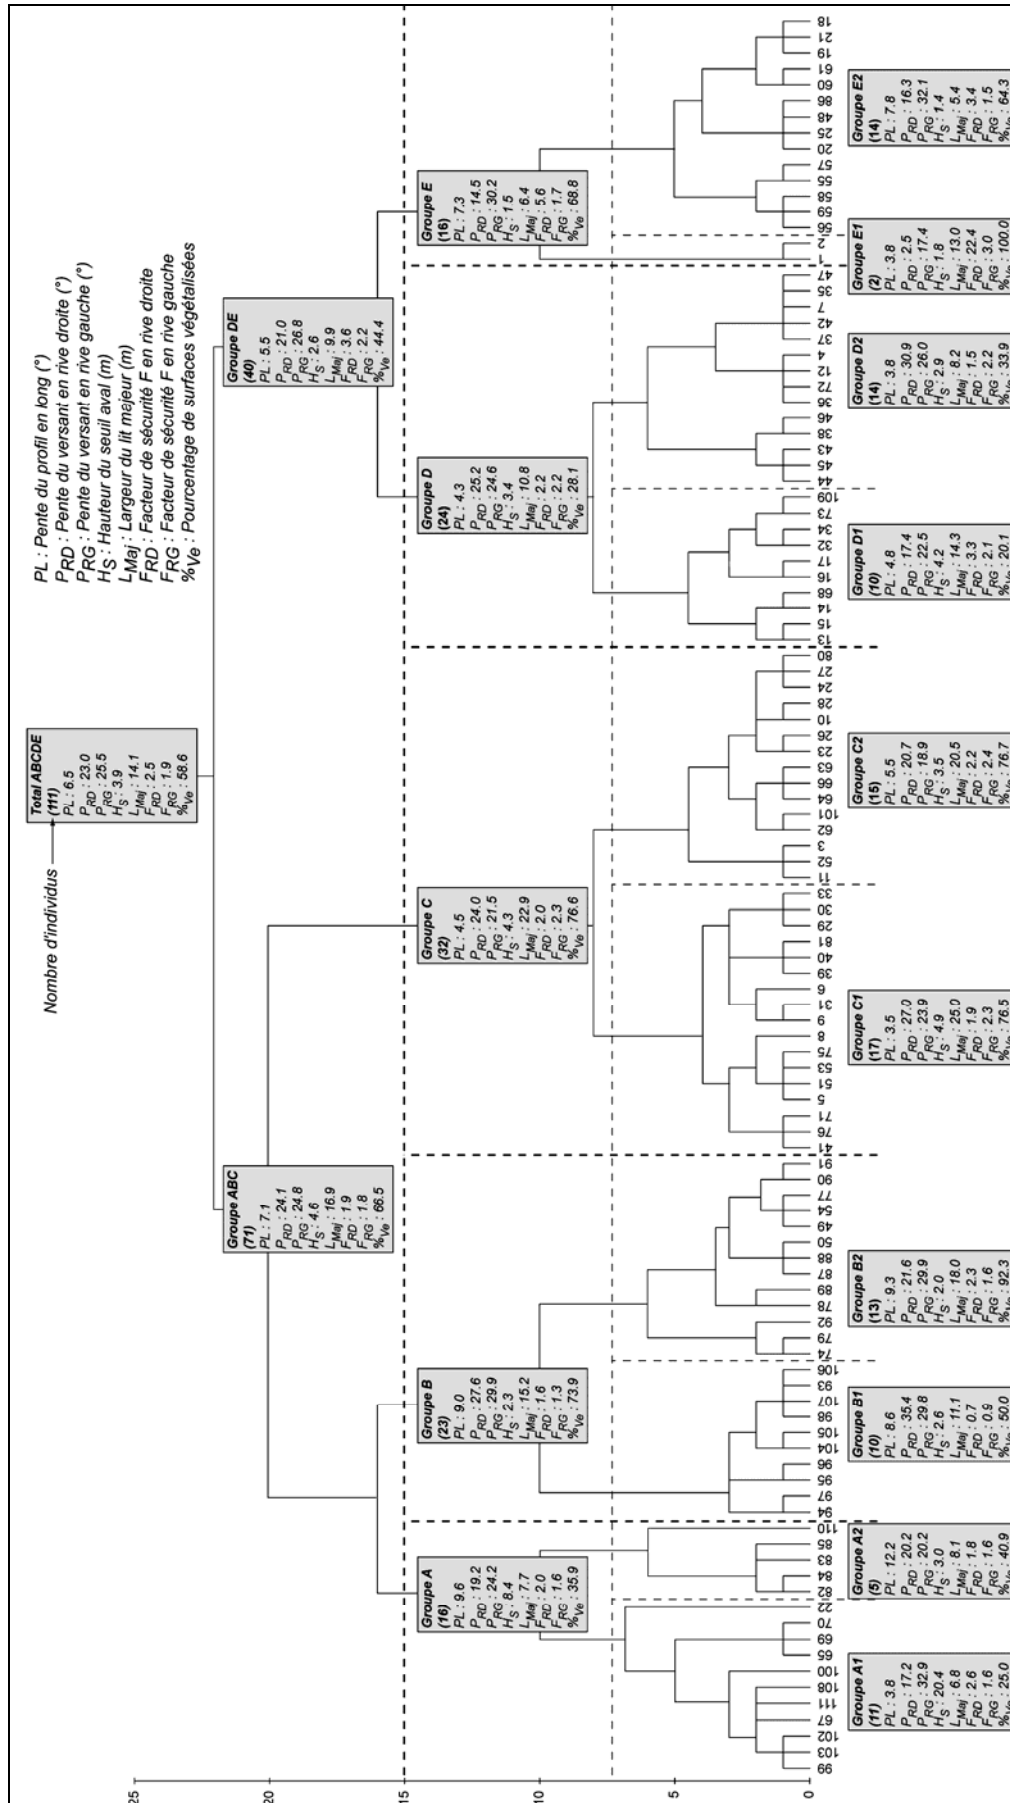 PL : Pente du profil en long (°)
PRD : Pente du versant en rive droite (°)
PRG : Pente du versant en rive gauche (°)
HS : Hauteur du seuil aval (m)
LMaj : Largeur du lit majeur (m)
FRD : Facteur de sécurité F en rive droite
FRG : Facteur de sécurité F en rive gauche
%Ve : Pourcentage de surfaces végétalisées
Nombre d'individus
Total ABCDE
(111)
PL : 6.5
PRD : 23.0
PRG : 25.5
HS : 3.9
LMaj : 14.1
FRD : 2.5
FRG : 1.9
%Ve : 58.6
Groupe ABC
(71)
PL : 7.1
PRD : 24.1
PRG : 24.8
HS : 4.6
LMaj : 16.9
FRD : 1.9
FRG : 1.8
%Ve : 66.5
Groupe DE
(40)
PL : 5.5
PRD : 21.0
PRG : 26.8
HS : 2.6
LMaj : 9.9
FRD : 3.6
FRG : 2.2
%Ve : 44.4
Groupe A
(16)
PL : 9.6
PRD : 19.2
PRG : 24.2
HS : 8.4
LMaj : 7.7
FRD : 2.0
FRG : 1.6
%Ve : 35.9
Groupe B
(23)
PL : 9.0
PRD : 27.6
PRG : 29.9
HS : 2.3
LMaj : 15.2
FRD : 1.6
FRG : 1.3
%Ve : 73.9
Groupe C
(32)
PL : 4.5
PRD : 24.0
PRG : 21.5
HS : 4.3
LMaj : 22.9
FRD : 2.0
FRG : 2.3
%Ve : 76.6
Groupe D
(24)
PL : 4.3
PRD : 25.2
PRG : 24.6
HS : 3.4
LMaj : 10.8
FRD : 2.2
FRG : 2.2
%Ve : 28.1
Groupe E
(16)
PL : 7.3
PRD : 14.5
PRG : 30.2
HS : 1.5
LMaj : 6.4
FRD : 5.6
FRG : 1.7
%Ve : 68.8
25
20
15
10
5
0
99 103 102 67 111 108 100 65 69 70 22 82 84 83 85 110 94 97 95 96 104 105 98 107 93 106 74 79 92 78 89 87 88 50 49 54 77 90 91 41 76 71 5 51 53 75 8 9 31 6 39 40 81 29 30 33 11 52 3 62 101 64 66 63 23 26 10 28 24 27 80 13 15 14 68 16 17 32 34 73 109 44 45 43 38 46 36 72 12 4 37 42 7 35 47 1 2 56 59 58 55 57 20 25 48 86 60 61 19 21 18
Groupe A1
(11)
PL : 3.8
PRD : 17.2
PRG : 32.9
HS : 20.4
LMaj : 6.8
FRD : 2.6
FRG : 1.6
%Ve : 25.0
Groupe A2
(5)
PL : 12.2
PRD : 20.2
PRG : 20.2
HS : 3.0
LMaj : 8.1
FRD : 1.8
FRG : 1.6
%Ve : 40.9
Groupe B1
(10)
PL : 8.6
PRD : 35.4
PRG : 29.8
HS : 2.6
LMaj : 11.1
FRD : 0.7
FRG : 0.9
%Ve : 50.0
Groupe B2
(13)
PL : 9.3
PRD : 21.6
PRG : 29.9
HS : 2.0
LMaj : 18.0
FRD : 2.3
FRG : 1.6
%Ve : 92.3
Groupe C1
(17)
PL : 3.5
PRD : 27.0
PRG : 23.9
HS : 4.9
LMaj : 25.0
FRD : 1.9
FRG : 2.3
%Ve : 76.5
Groupe C2
(15)
PL : 5.5
PRD : 20.7
PRG : 18.9
HS : 3.5
LMaj : 20.5
FRD : 2.2
FRG : 2.4
%Ve : 76.7
Groupe D1
(10)
PL : 4.8
PRD : 17.4
PRG : 22.5
HS : 4.2
LMaj : 14.3
FRD : 3.3
FRG : 2.1
%Ve : 20.1
Groupe D2
(14)
PL : 3.8
PRD : 30.9
PRG : 26.0
HS : 2.9
LMaj : 8.2
FRD : 1.5
FRG : 2.2
%Ve : 33.9
Groupe E1
(2)
PL : 3.8
PRD : 2.5
PRG : 17.4
HS : 1.8
LMaj : 13.0
FRD : 22.4
FRG : 3.0
%Ve : 100.0
Groupe E2
(14)
PL : 7.8
PRD : 16.3
PRG : 32.1
HS : 1.4
LMaj : 5.4
FRD : 3.4
FRG : 1.5
%Ve : 64.3